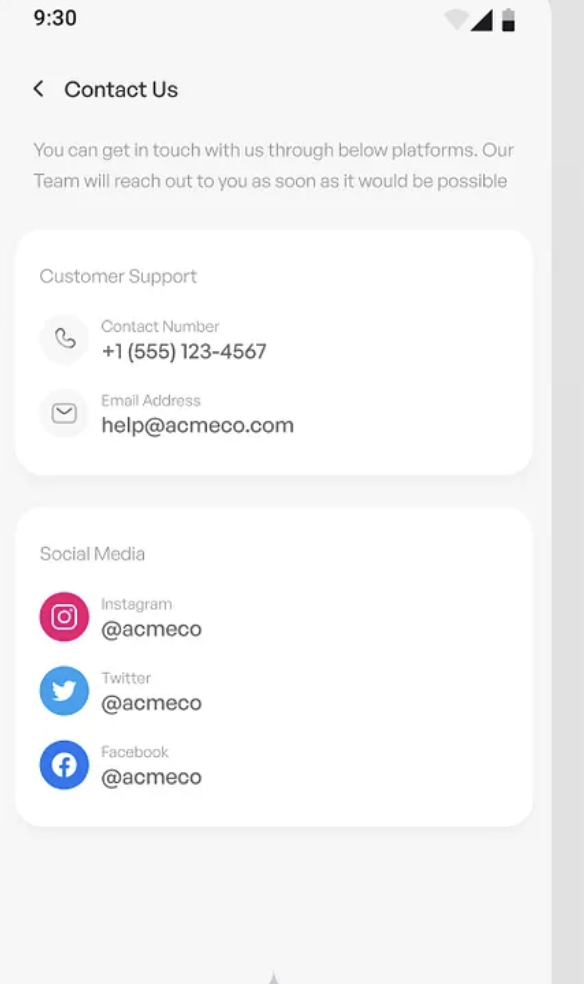 9:30
Contact Us
You can get in touch with us through below platforms. Our
Team will reach out to you as soon as it would be possible
Customer Support
Contact Number
+1 (555) 123-4567
Email Address
help@acmeco.com
Social Media
Instagram
@acmeco
Twitter
@acmeco
Facebook
@acmeco